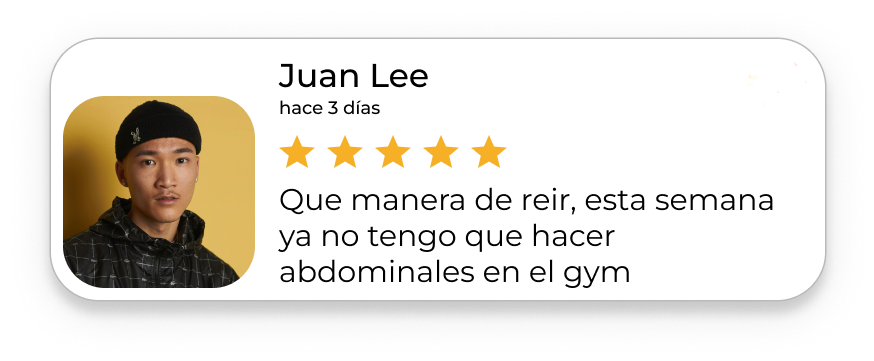 Juan Lee
hace 3 días
Que manera de reir, esta semana
ya no tengo que hacer
abdominales en el gym